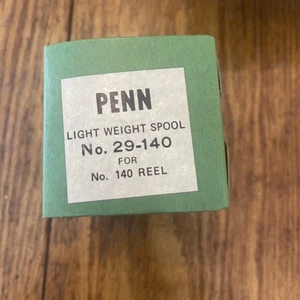 PENN
LIGHT WEIGHT SPOOL
No. 29-140
FOR
No. 140 REEL